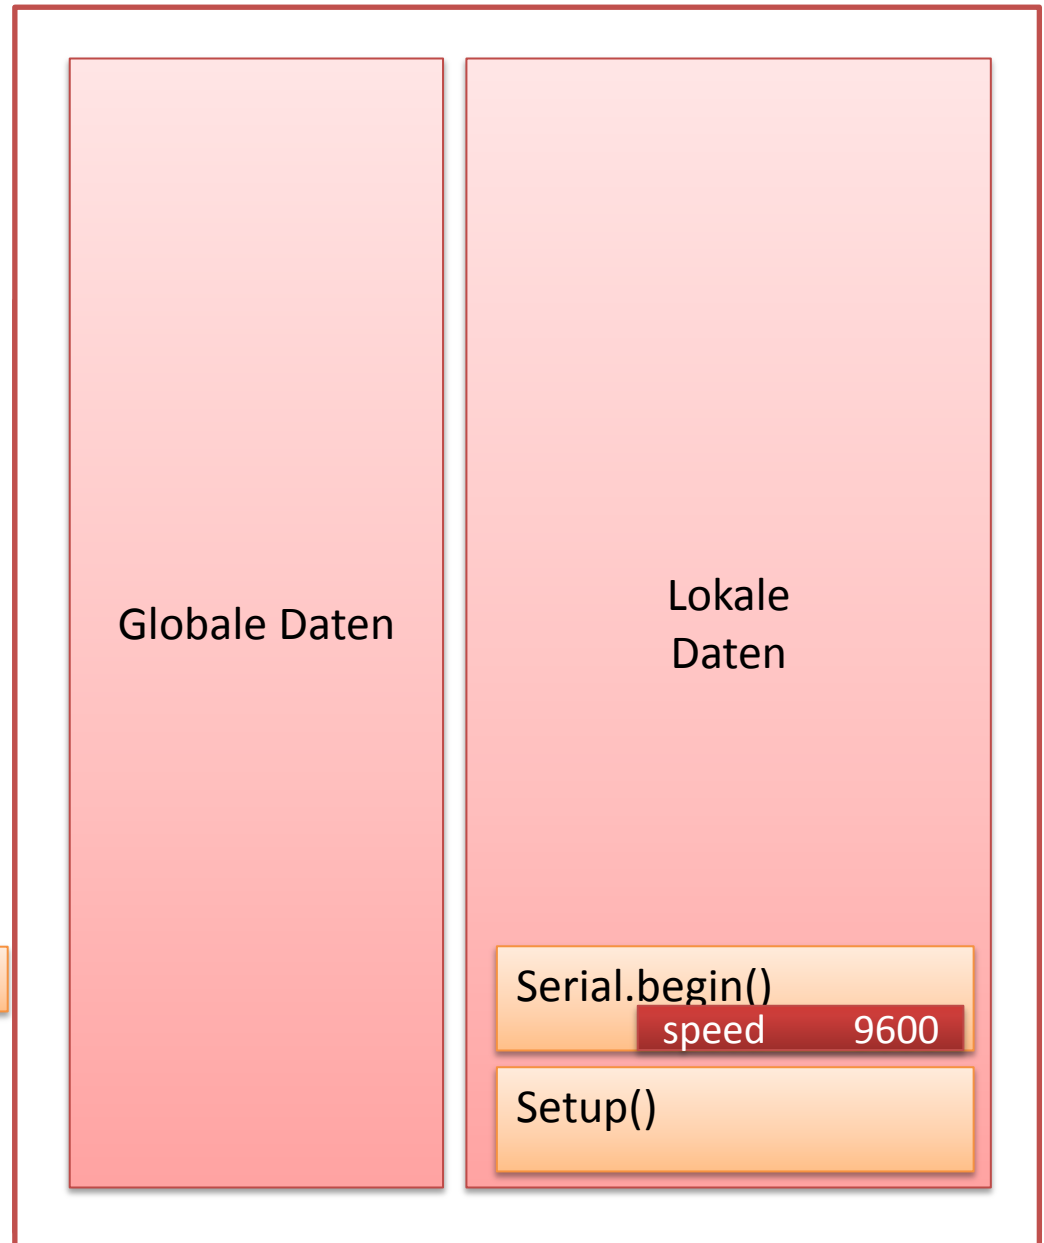 Globale Daten
Lokale
Daten
Serial.begin()
speed 9600
Setup()